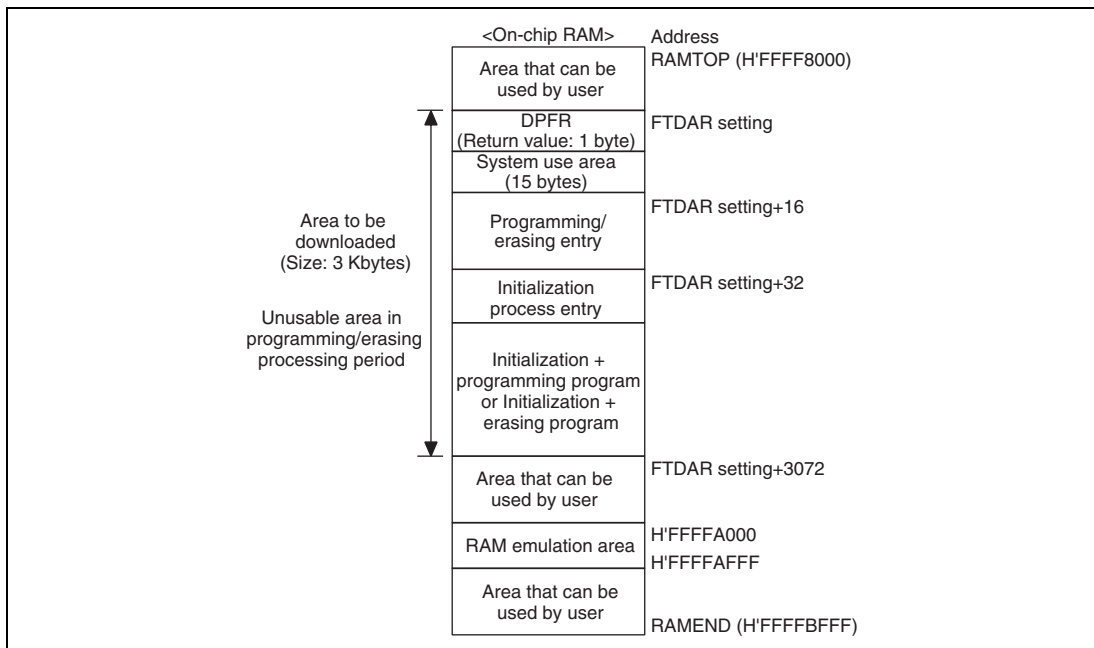 <On-chip RAM>
Address
RAMTOP (H'FFFF8000)
Area that can be
used by user
DPFR
(Return value: 1 byte)
FTDAR setting
System use area
(15 bytes)
Programming/
erasing entry
FTDAR setting+16
Area to be
downloaded
(Size: 3 Kbytes)
Initialization
process entry
FTDAR setting+32
Unusable area in
programming/erasing
processing period
Initialization +
programming program
or Initialization +
erasing program
Area that can be
used by user
FTDAR setting+3072
RAM emulation area
H'FFFFA000
H'FFFFAFFF
Area that can be
used by user
RAMEND (H'FFFFBFFF)